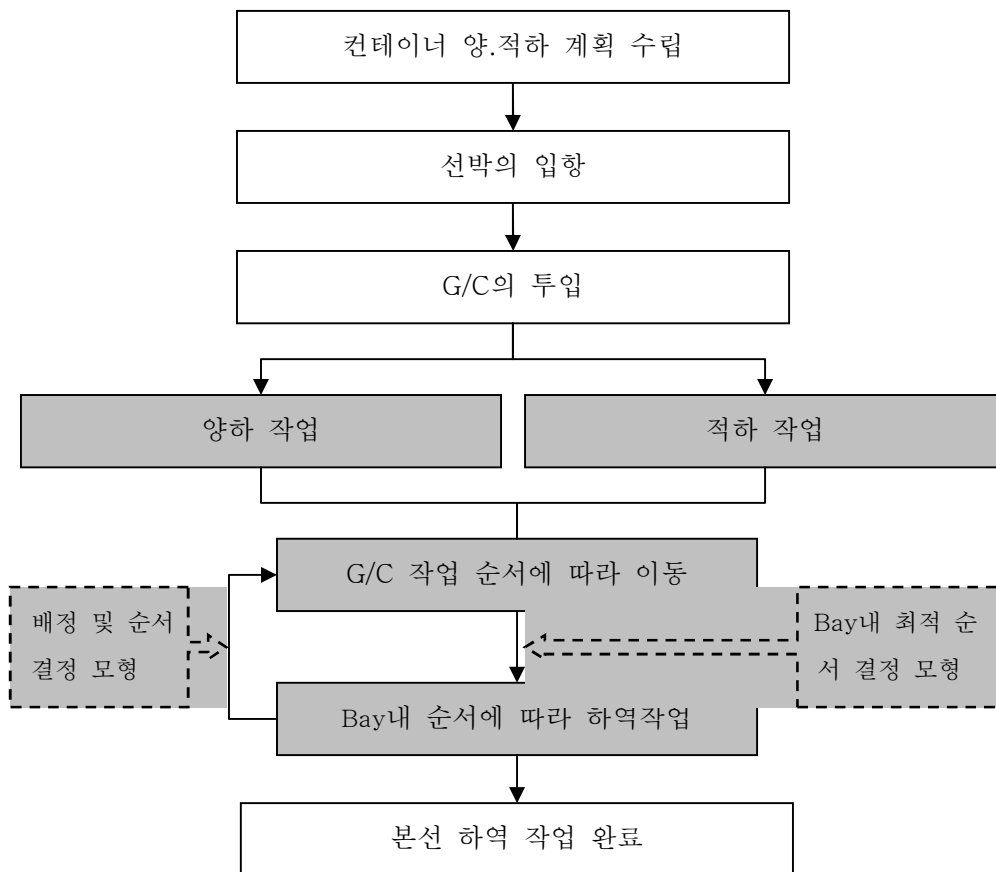 컨테이너 양.적하 계획 수립
선박의 입항
G/C의 투입
양하 작업
적하 작업
G/C 작업 순서에 따라 이동
배정 및 순서
결정 모형
Bay내 최적 순
서 결정 모형
Bay내 순서에 따라 하역작업
본선 하역 작업 완료